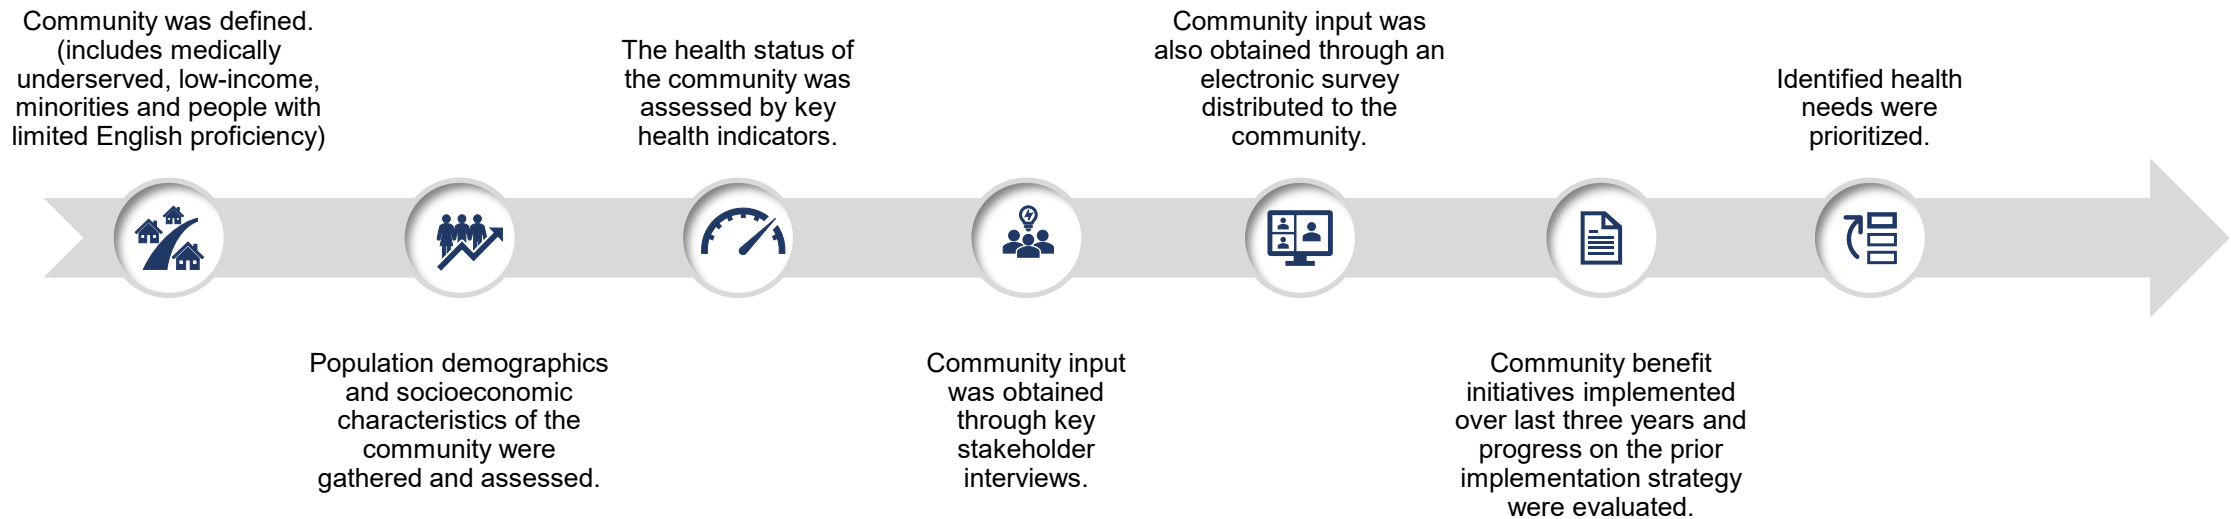 Community was defined.
(includes medically
underserved, low-income,
minorities and people with
limited English proficiency)
Population demographics
and socioeconomic
characteristics of the
community were
gathered and assessed.
The health status of
the community was
assessed by key
health indicators.
Community input
was obtained
through key
stakeholder
interviews.
Community input was
also obtained through an
electronic survey
distributed to the
community.
Community benefit
initiatives implemented
over last three years and
progress on the prior
implementation strategy
were evaluated.
Identified health
needs were
prioritized.